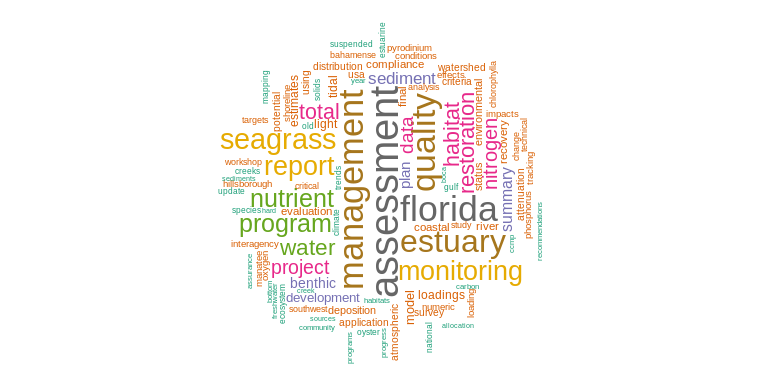 suspended
estuarine
pyrodinium
bahamense
conditions
distribution
compliance
watershed
mapping
shoreline
estimates
using
tidal
usa
year
solids
sediment
effects
criteria
analysis
chlorophylla
potential
total
final
targets
old
light
management
assessment
quality
data
habitat
restoration
nitrogen
environmental
impacts
recovery
change
technical
tracking
seagrass
report
workshop
creeks
sediments
hillsborough
update
critical
trends
plan
boca
gulf
status
summary
attenuation
phosphorus
recommendations
nutrient
species
hard
evaluation
climate
florida
program
coastal
study
river
estuary
ccmp
interagency
water
manatee
oxygen
assurance
project
monitoring
benthic
bottom
freshwater
ecosystem
creek
development
habitats
carbon
model
loadings
loading
numeric
survey
southwest
deposition
sources
community
application
oyster
atmospheric
progress
programs
national
allocation